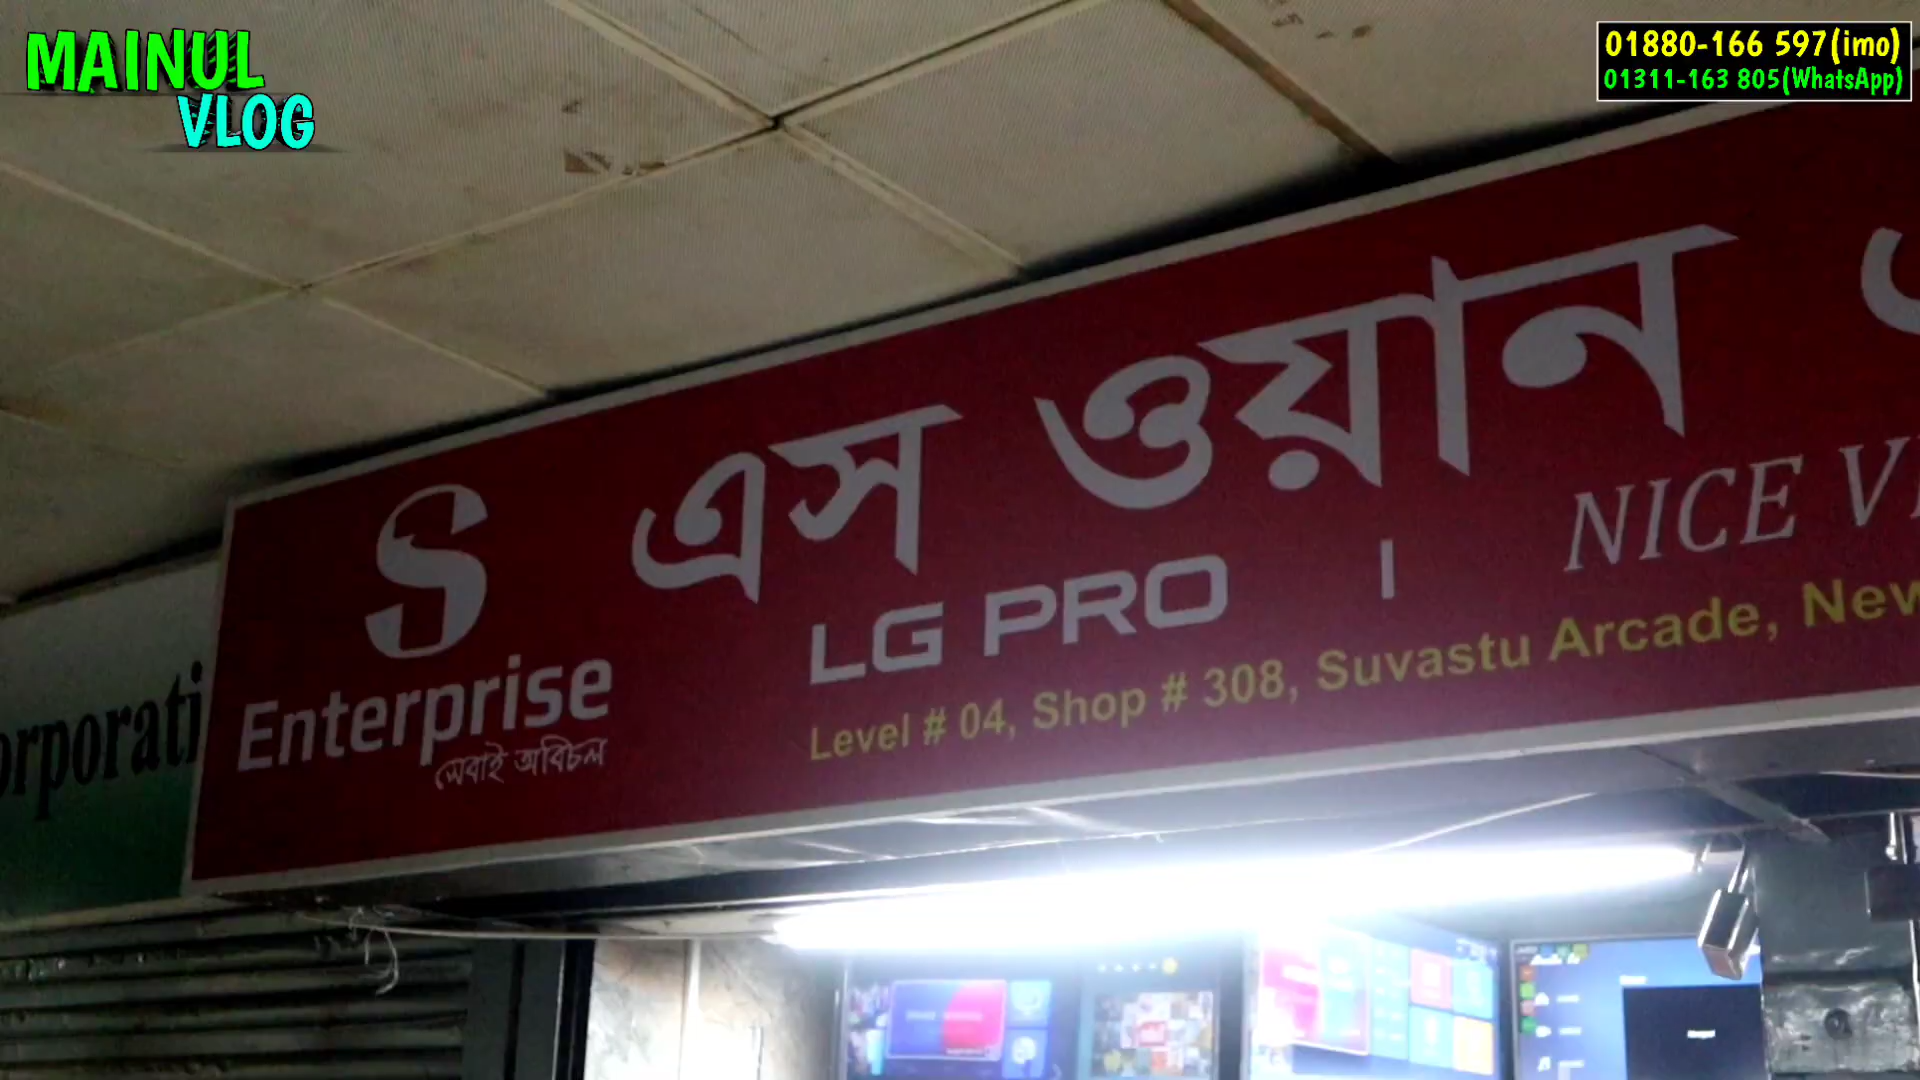 MAINUL
VLOG
01880-166 597(imo)
01311-163 805(WhatsApp)
এস ওয়ান
S
Enterprise
সেবাই অবিচল
LG PRO | NICE
Level # 04, Shop # 308, Suvastu Arcade, New
orporati